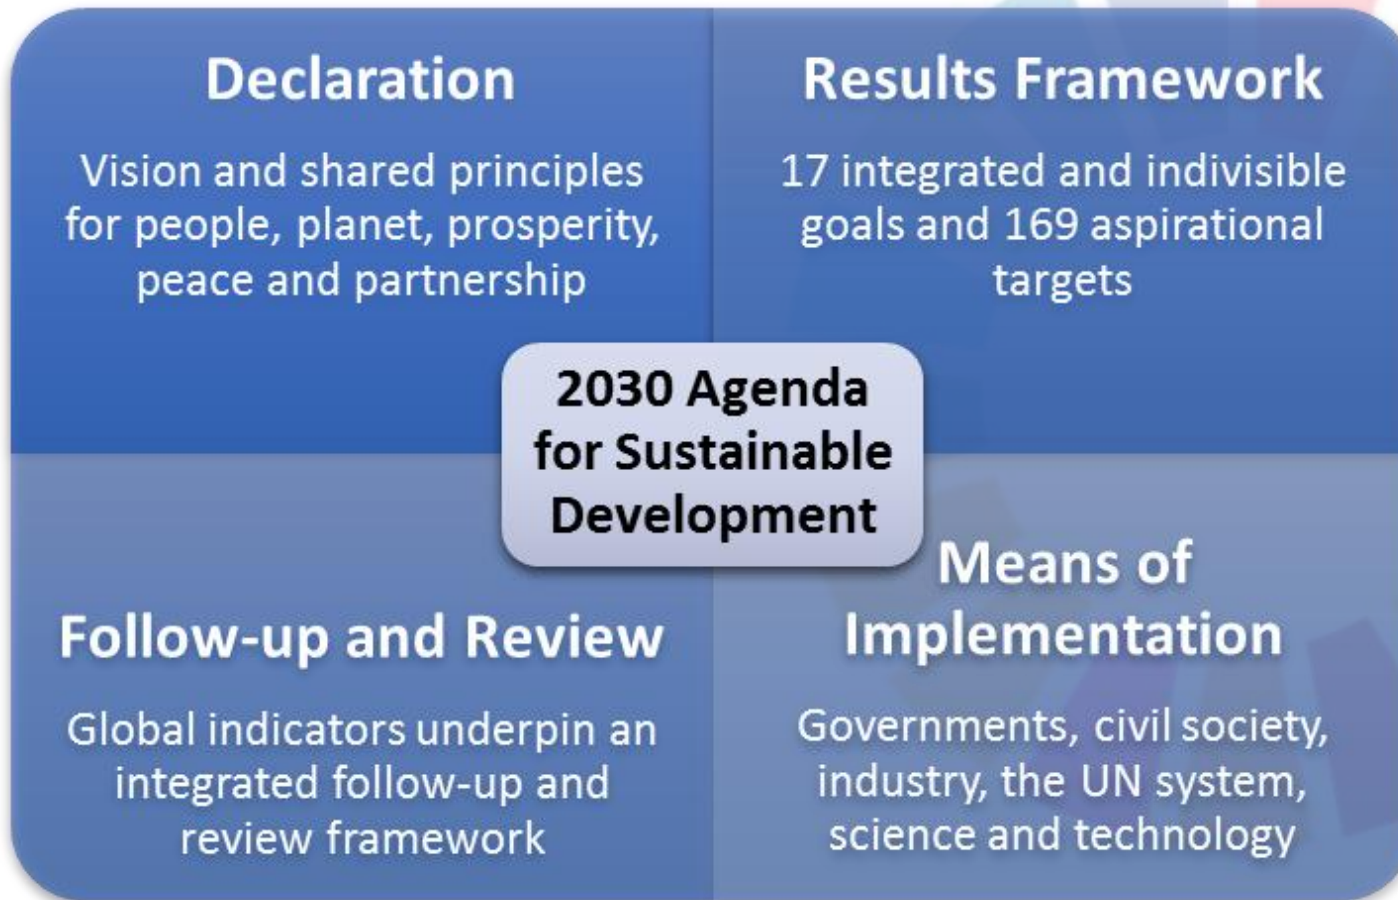 Declaration
Vision and shared principles
for people, planet, prosperity,
peace and partnership
Results Framework
17 integrated and indivisible
goals and 169 aspirational
targets
2030 Agenda
for Sustainable
Development
Follow-up and Review
Global indicators underpin an
integrated follow-up and
review framework
Means of
Implementation
Governments, civil society,
industry, the UN system,
science and technology